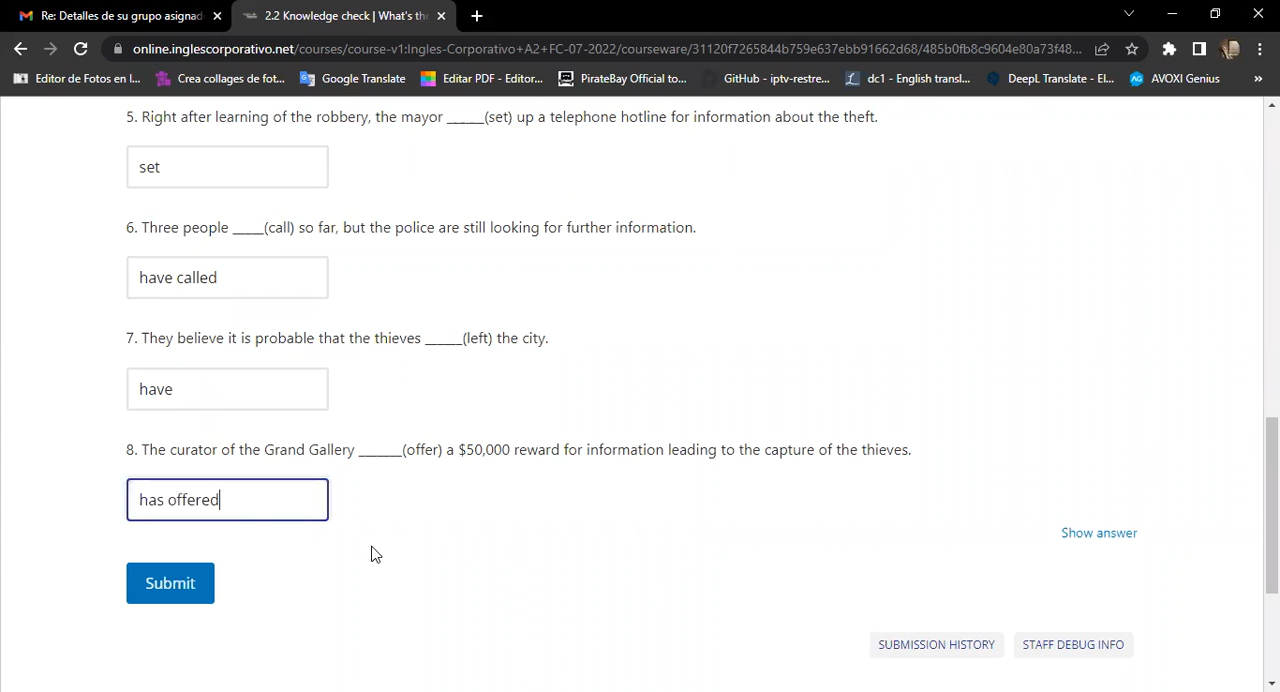 Re: Detalles de su grupo asignad
2.2 Knowledge check | What's the
online.inglescorporativo.net/courses/course-v1:Ingles-Corporativo+A2+FC-07-2022/courseware/31120f7265844b759e637ebb91662d68/485b0fb8c9604e80a73f48...
Editor de Fotos en l...
Crea collages de fot...
Google Translate
Editar PDF - Editor...
PirateBay Official to...
GitHub - iptv-restre...
dc1 - English transl...
DeepL Translate - El...
AVOXI Genius
»
5. Right after learning of the robbery, the mayor ______(set) up a telephone hotline for information about the theft.
set
6. Three people _____(call) so far, but the police are still looking for further information.
have called
7. They believe it is probable that the thieves ______(left) the city.
have
8. The curator of the Grand Gallery _______(offer) a $50,000 reward for information leading to the capture of the thieves.
has offered
Show answer
Submit
SUBMISSION HISTORY
STAFF DEBUG INFO